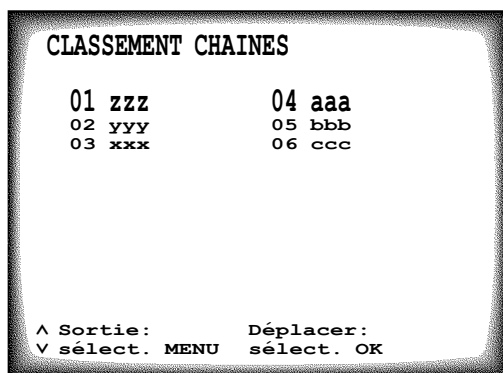 CLASSEMENT CHAINES
01 zzz 04 aaa
02 yyy 05 bbb
03 xxx 06 ccc
∧ Sortie: Déplacer:
∨ sélect. MENU sélect. OK